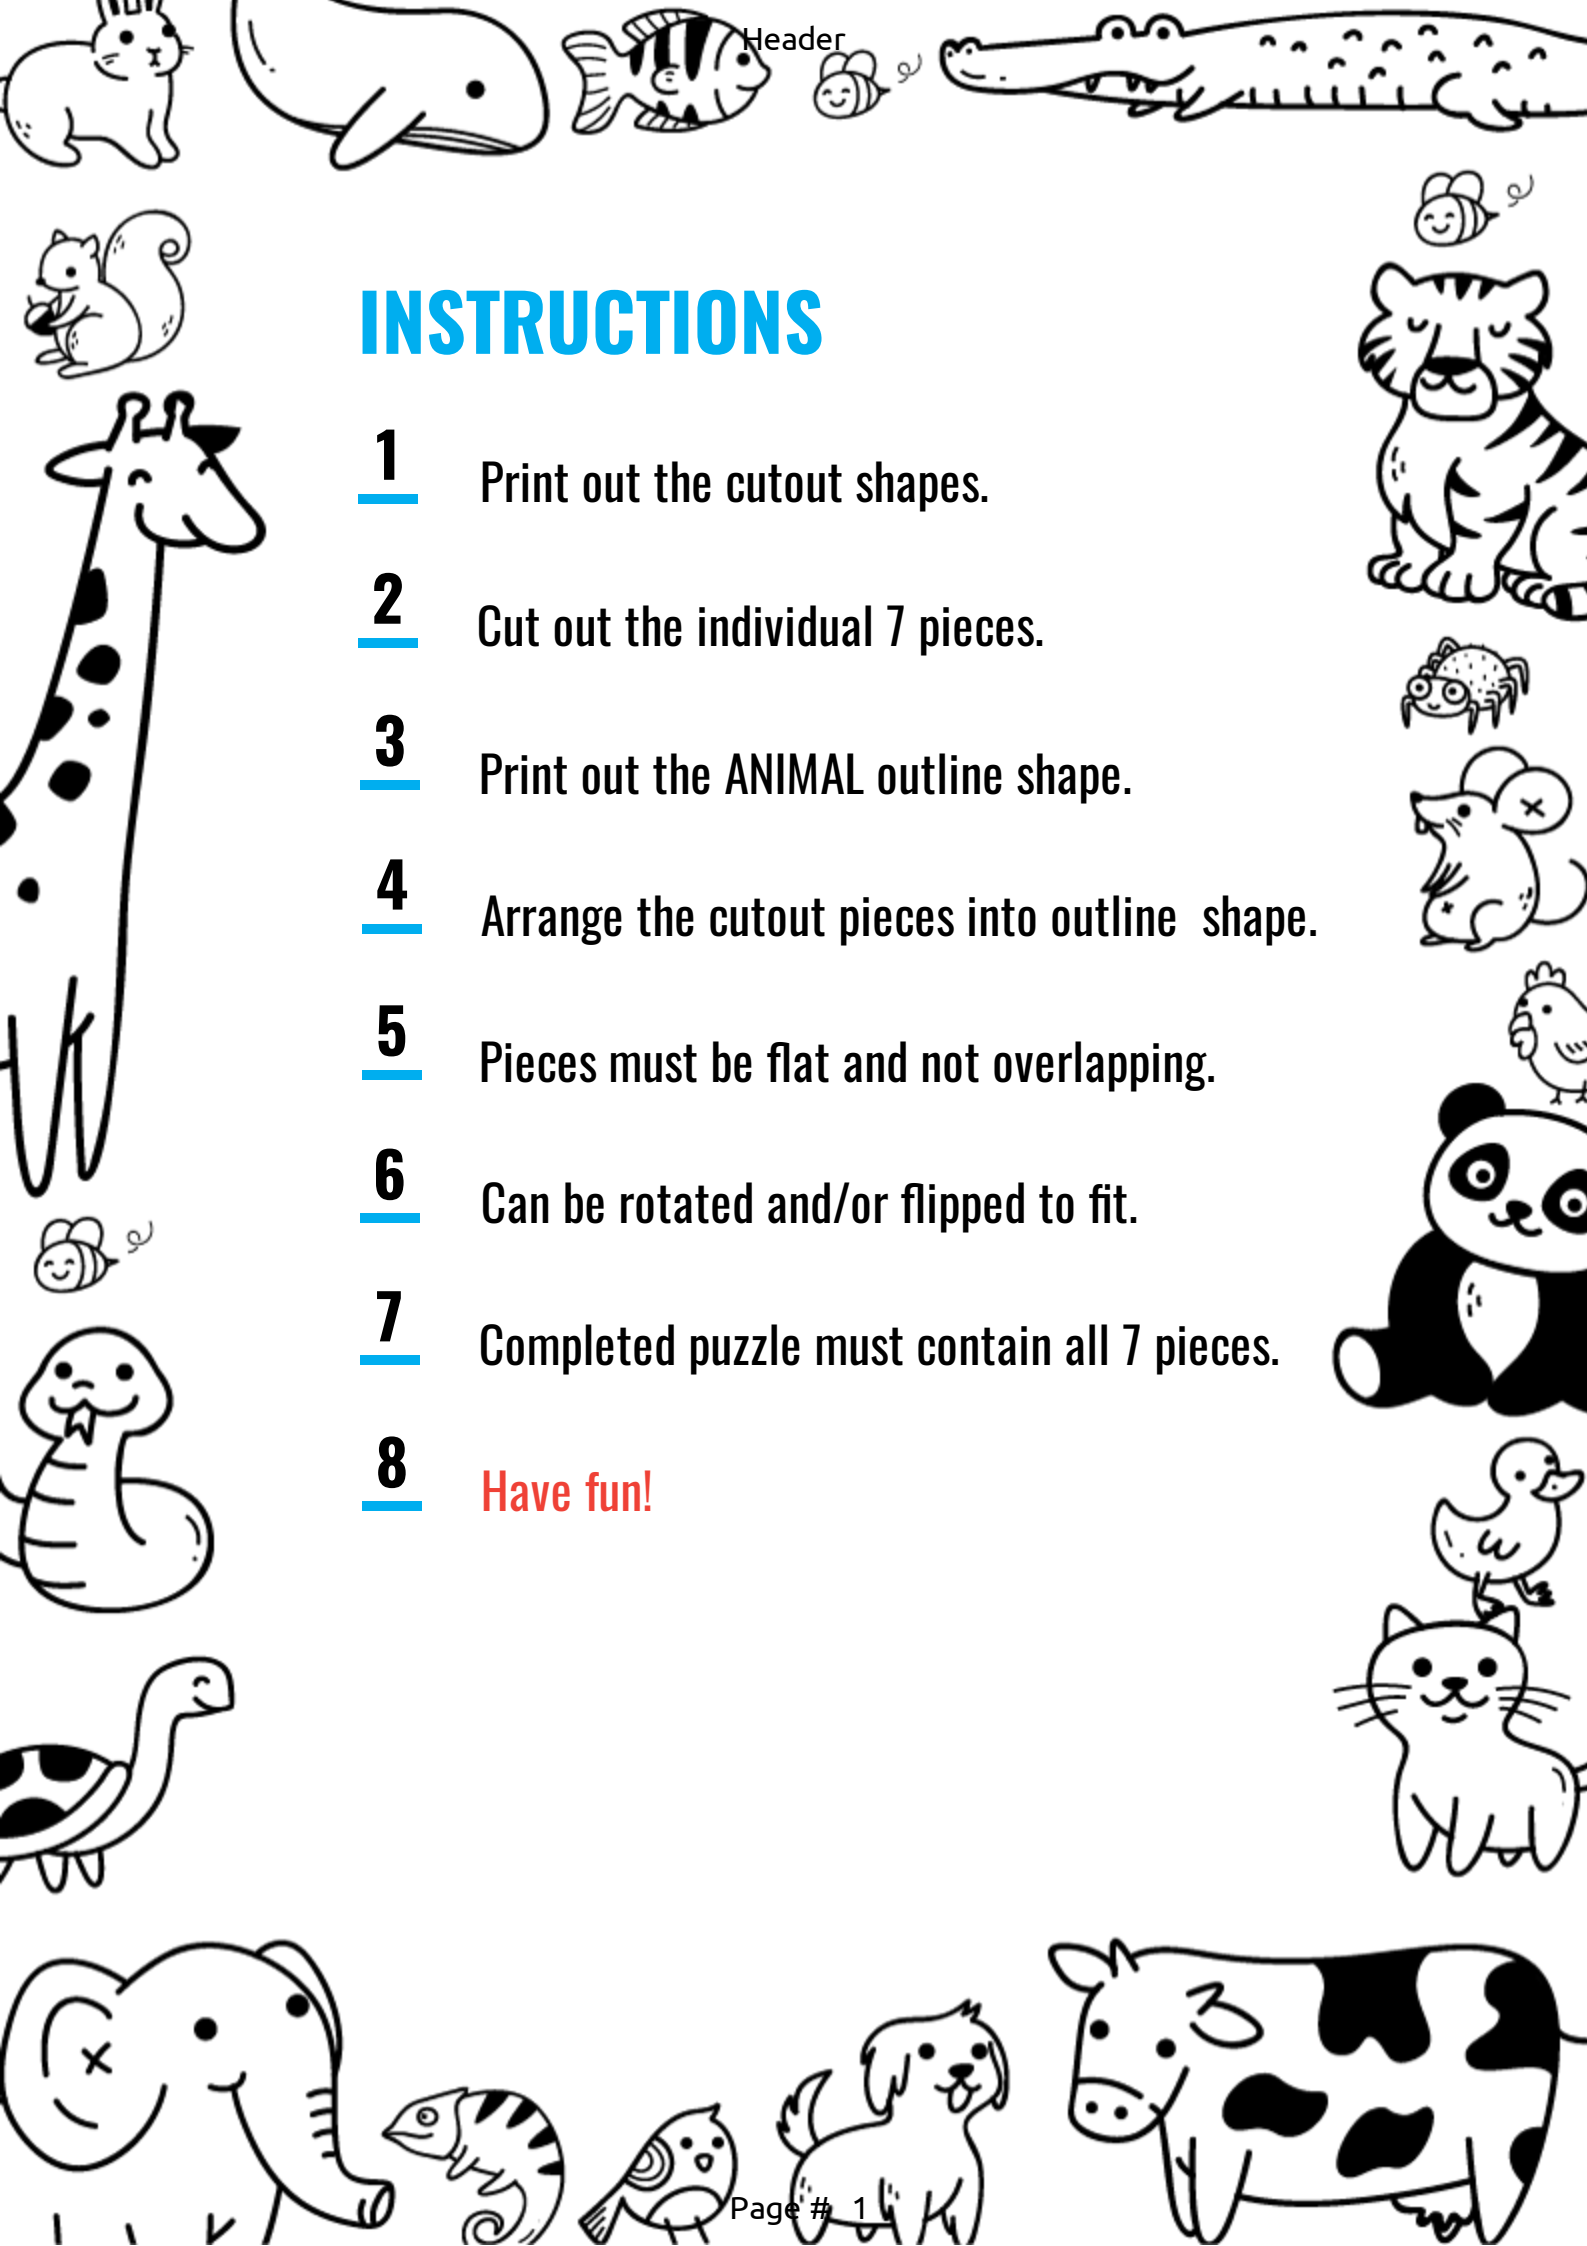 Header
INSTRUCTIONS
1 Print out the cutout shapes.
2 Cut out the individual 7 pieces.
3 Print out the ANIMAL outline shape.
4 Arrange the cutout pieces into outline  shape.
5 Pieces must be flat and not overlapping.
6 Can be rotated and/or flipped to fit.
7 Completed puzzle must contain all 7 pieces.
8 Have fun!
Page #  1